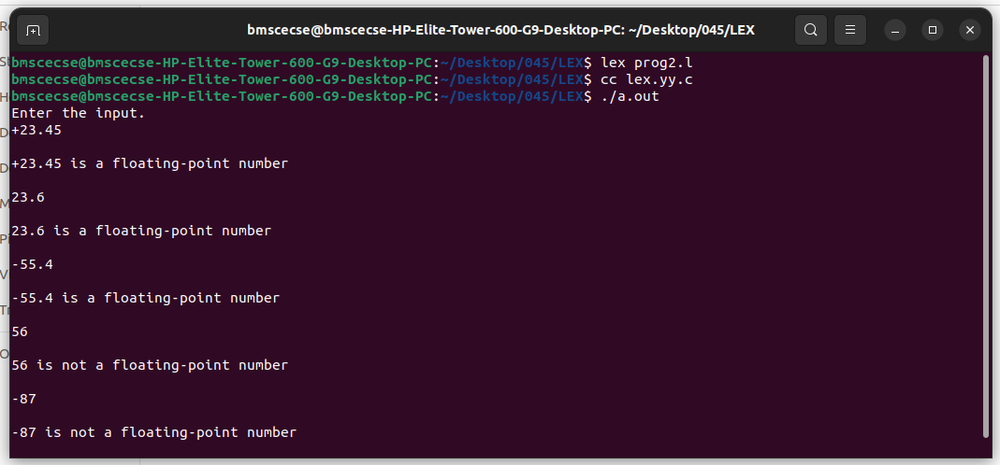 bmscecse@bmscecse-HP-Elite-Tower-600-G9-Desktop-PC: ~/Desktop/045/LEX
bmscecse@bmscecse-HP-Elite-Tower-600-G9-Desktop-PC:~/Desktop/045/LEX$ lex prog2.l
bmscecse@bmscecse-HP-Elite-Tower-600-G9-Desktop-PC:~/Desktop/045/LEX$ cc lex.yy.c
bmscecse@bmscecse-HP-Elite-Tower-600-G9-Desktop-PC:~/Desktop/045/LEX$ ./a.out
Enter the input.
+23.45
+23.45 is a floating-point number
23.6
23.6 is a floating-point number
-55.4
-55.4 is a floating-point number
56
56 is not a floating-point number
-87
-87 is not a floating-point number